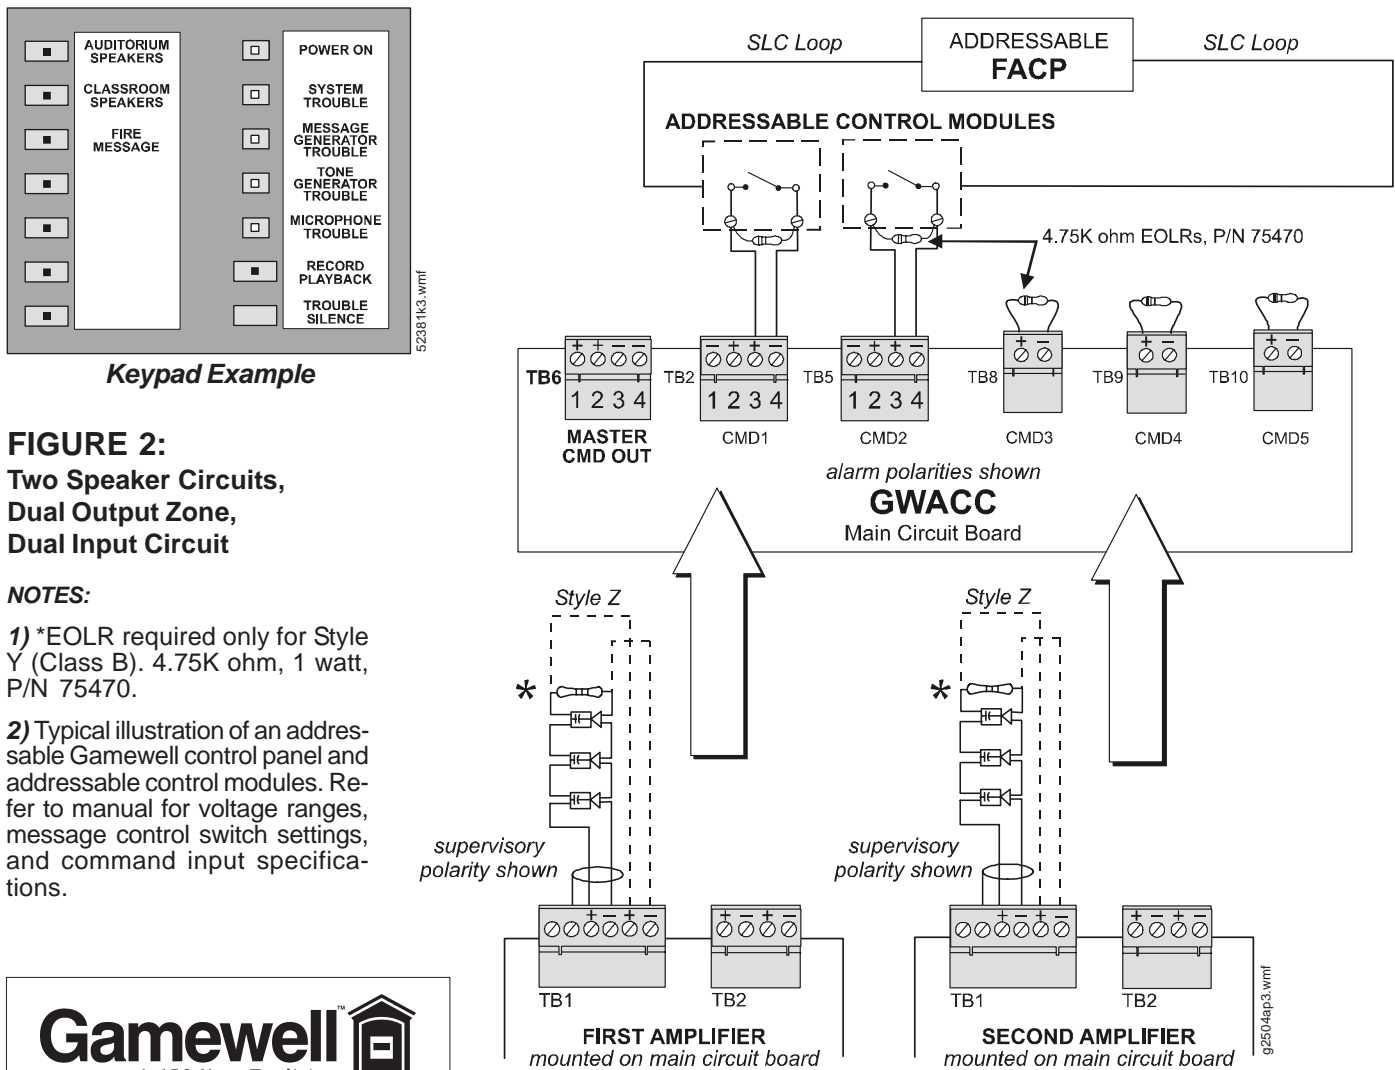 AUDITORIUM
SPEAKERS
CLASSROOM
SPEAKERS
FIRE
MESSAGE
POWER ON
SYSTEM
TROUBLE
MESSAGE
GENERATOR
TROUBLE
TONE
GENERATOR
TROUBLE
MICROPHONE
TROUBLE
RECORD
PLAYBACK
TROUBLE
SILENCE
52381k3.wmf
Keypad Example
FIGURE 2:
Two Speaker Circuits,
Dual Output Zone,
Dual Input Circuit
NOTES:
1) *EOLR required only for Style
Y (Class B). 4.75K ohm, 1 watt,
P/N 75470.
2) Typical illustration of an addres-
sable Gamewell control panel and
addressable control modules. Re-
fer to manual for voltage ranges,
message control switch settings,
and command input specifica-
tions.
Gamewell™
SLC Loop
ADDRESSABLE
FACP
SLC Loop
ADDRESSABLE CONTROL MODULES
4.75K ohm EOLRs, P/N 75470
+ + − −
TB6
1 2 3 4
MASTER
CMD OUT
− + + −
TB2
1 2 3 4
CMD1
− + + −
TB5
1 2 3 4
CMD2
+ −
TB8
CMD3
+ −
TB9
CMD4
+ −
TB10
CMD5
alarm polarities shown
GWACC
Main Circuit Board
Style Z
*
supervisory
polarity shown
+ − + −
TB1
+ − + −
TB2
FIRST AMPLIFIER
mounted on main circuit board
Style Z
*
supervisory
polarity shown
+ − + −
TB1
+ − + −
TB2
SECOND AMPLIFIER
mounted on main circuit board
g2504ap3.wmf